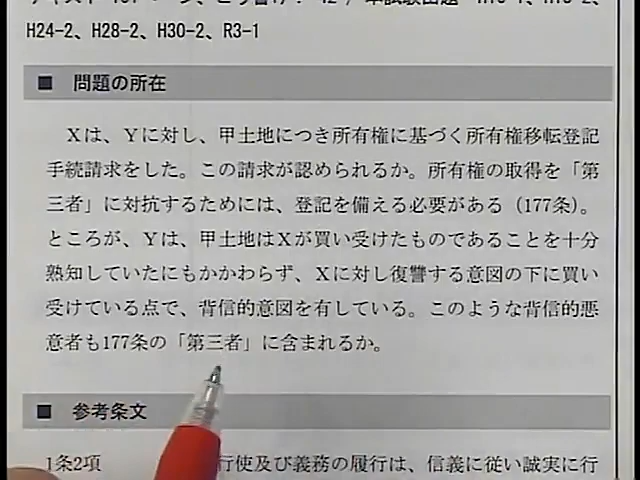 H24-2、H28-2、H30-2、R3-1
■ 問題の所在
Xは、Yに対し、甲土地につき所有権に基づく所有権移転登記
手続請求をした。この請求が認められるか。所有権の取得を「第
三者」に対抗するためには、登記を備える必要がある（177条）。
ところが、Yは、甲土地はXが買い受けたものであることを十分
熟知していたにもかかわらず、Xに対し復讐する意図の下に買い
受けている点で、背信的意図を有している。このような背信的悪
意者も177条の「第三者」に含まれるか。
■ 参考条文
1条2項 行使及び義務の履行は、信義に従い誠実に行